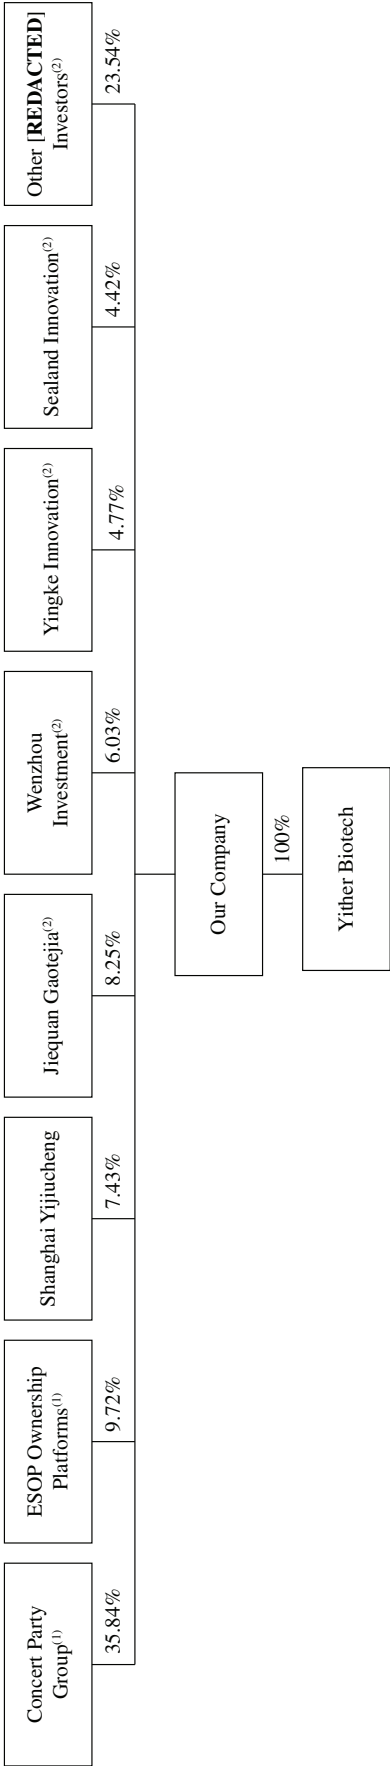 Concert Party
Group(1)
35.84%
ESOP Ownership
Platforms(1)
9.72%
Shanghai Yijiucheng
7.43%
Jiequan Gaotejia(2)
8.25%
Wenzhou
Investment(2)
6.03%
Yingke Innovation(2)
4.77%
Sealand Innovation(2)
4.42%
Other [REDACTED]
Investors(2)
23.54%
Our Company
100%
Yither Biotech